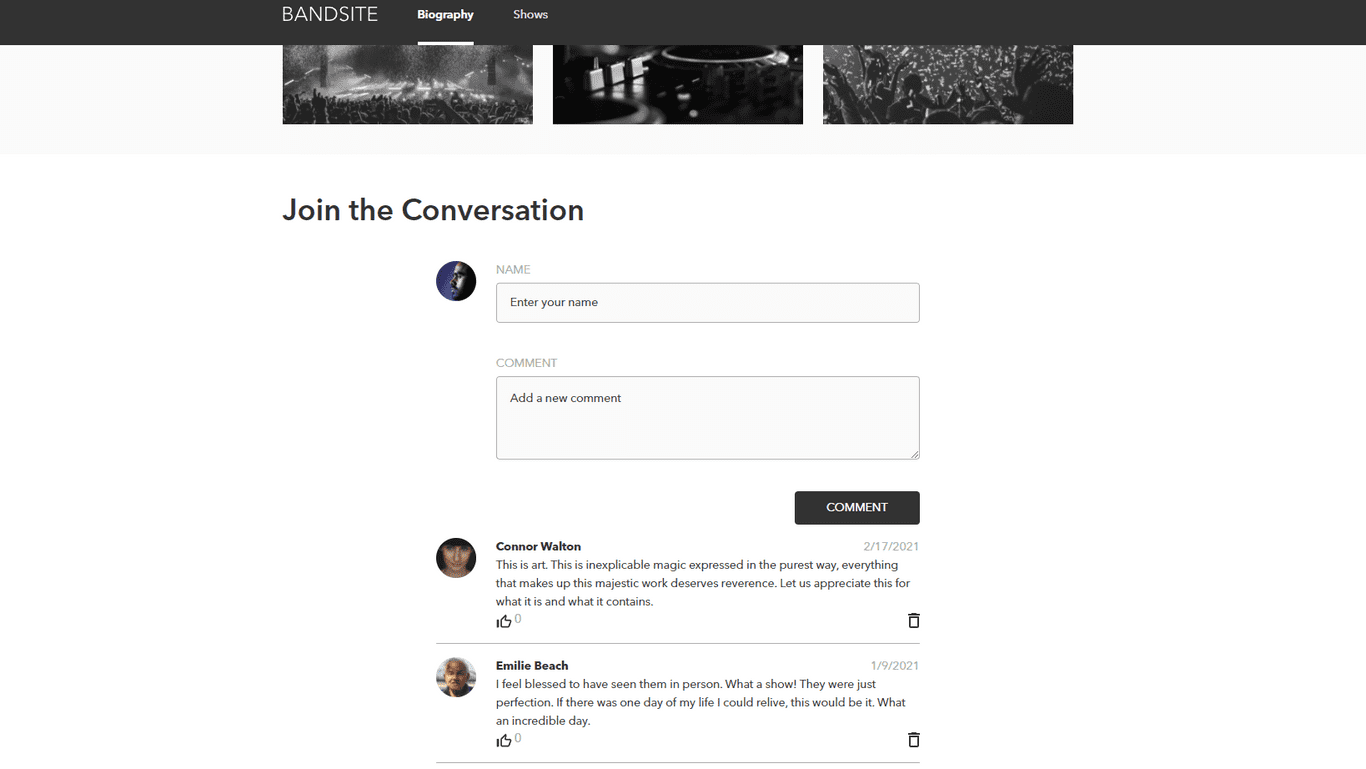 BANDSITE Biography Shows
Join the Conversation
NAME
Enter your name
COMMENT
Add a new comment
COMMENT
Connor Walton 2/17/2021
This is art. This is inexplicable magic expressed in the purest way, everything
that makes up this majestic work deserves reverence. Let us appreciate this for
what it is and what it contains.
0
Emilie Beach 1/9/2021
I feel blessed to have seen them in person. What a show! They were just
perfection. If there was one day of my life I could relive, this would be it. What
an incredible day.
0